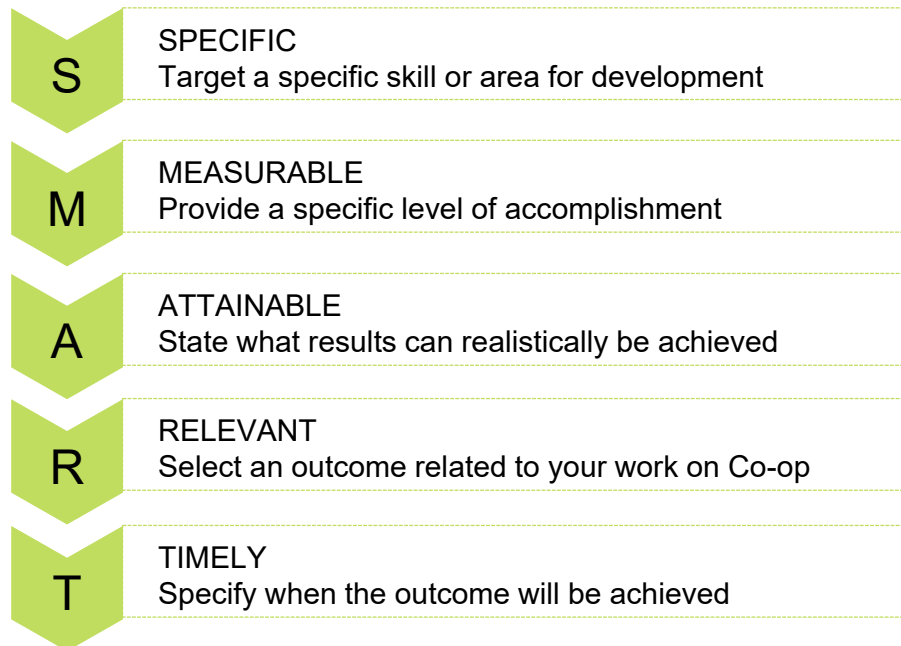 S
SPECIFIC
Target a specific skill or area for development
M
MEASURABLE
Provide a specific level of accomplishment
A
ATTAINABLE
State what results can realistically be achieved
R
RELEVANT
Select an outcome related to your work on Co-op
T
TIMELY
Specify when the outcome will be achieved